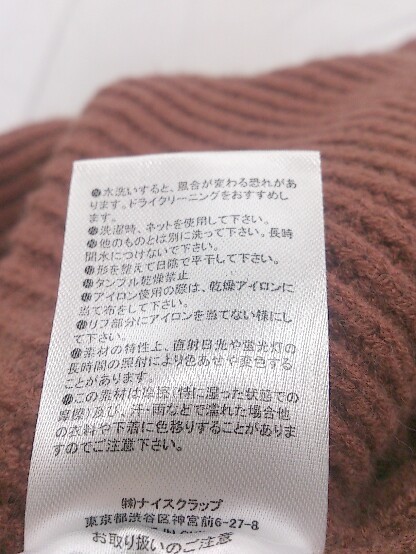 水洗いすると、風合が変わる恐れがあ
ります。ドライクリーニングをおすすめし
ます。
洗濯時、ネットを使用して下さい。
他のものとは別に洗って下さい。長時
間水につけないで下さい。
形を整えて日陰で平干して下さい。
タンブル乾燥禁止
アイロン使用の際は、乾燥アイロンに
当て布をして下さい。
リブ部分にアイロンを当てない様にし
て下さい。
素材の特性上、直射日光や蛍光灯の
長時間の照射により色あせや変色する
ことがあります。
この素材は摩擦(特に湿った状態での
摩擦)及び、汗・雨などで濡れた場合他
の衣料や下着に色移りすることがありま
すのでご注意下さい。
㈱ナイスクラップ
東京都渋谷区神宮前6-27-8
お取り扱いのご注意